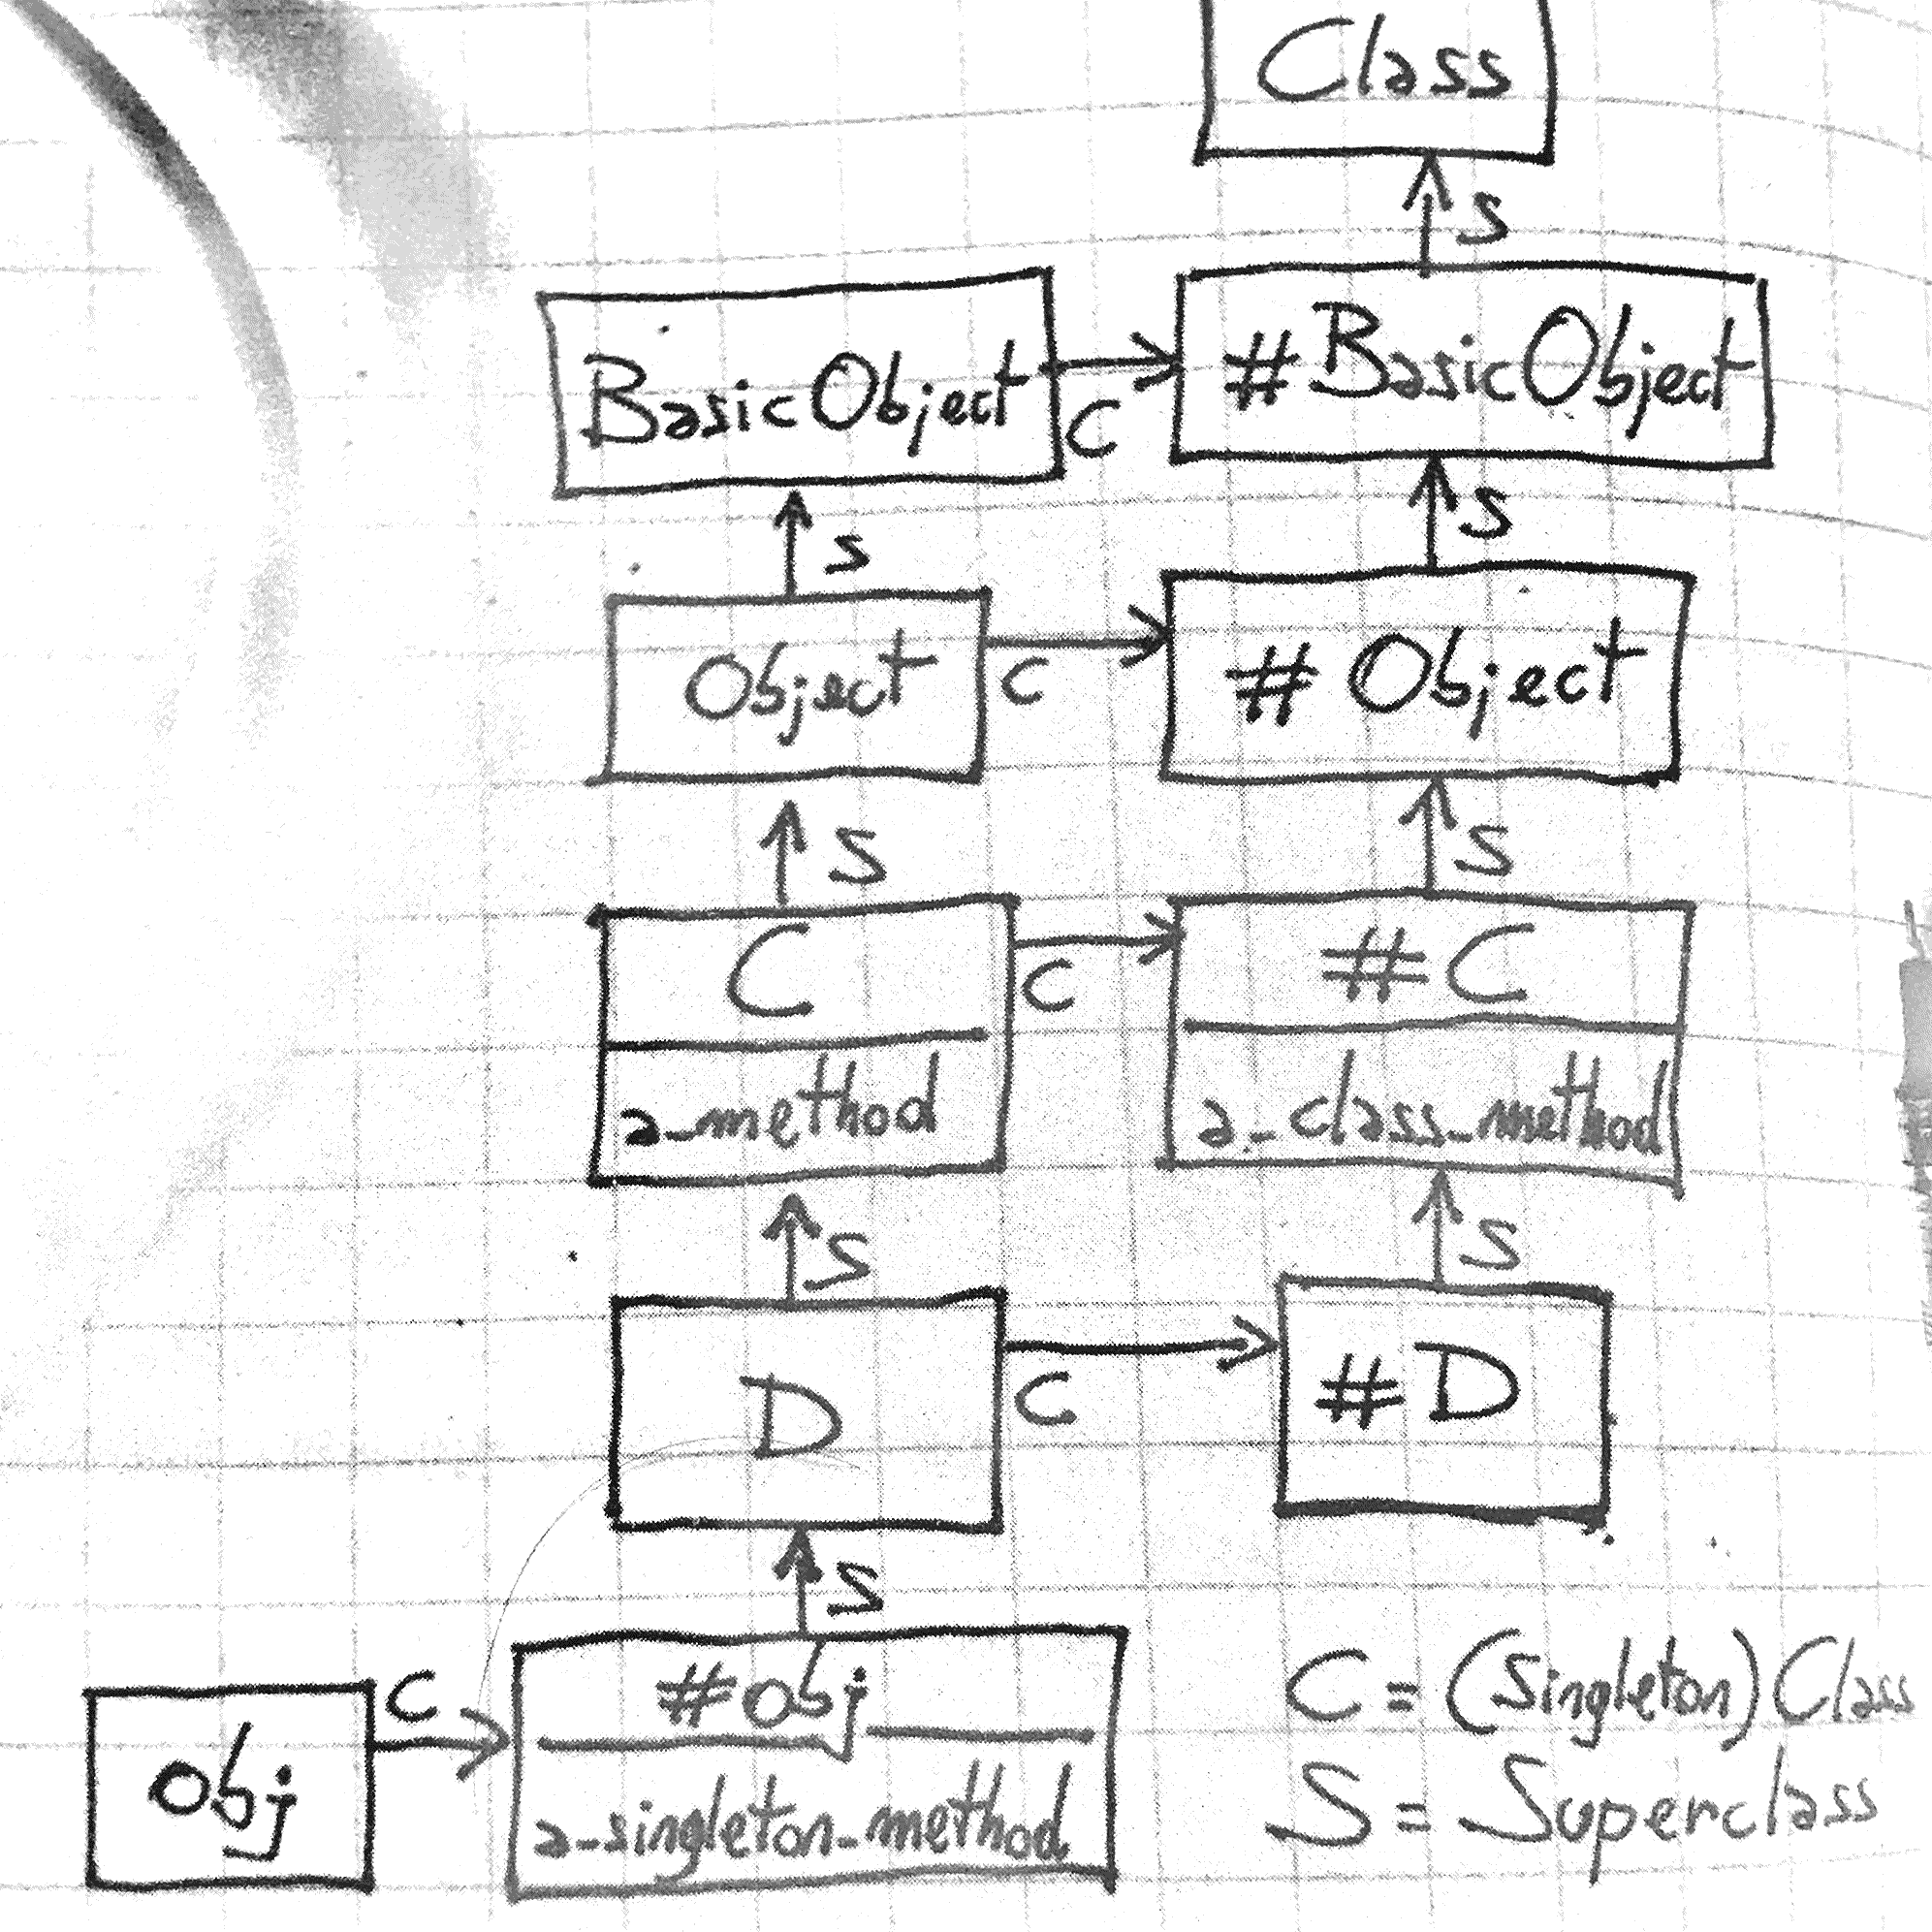 Class
S
BasicObject C #BasicObject
S S
Object C #Object
S S
C C #C
a_method a_class_method
S S
D C #D
S
obj C #obj
a_singleton_method
C = (Singleton) Class
S = Superclass